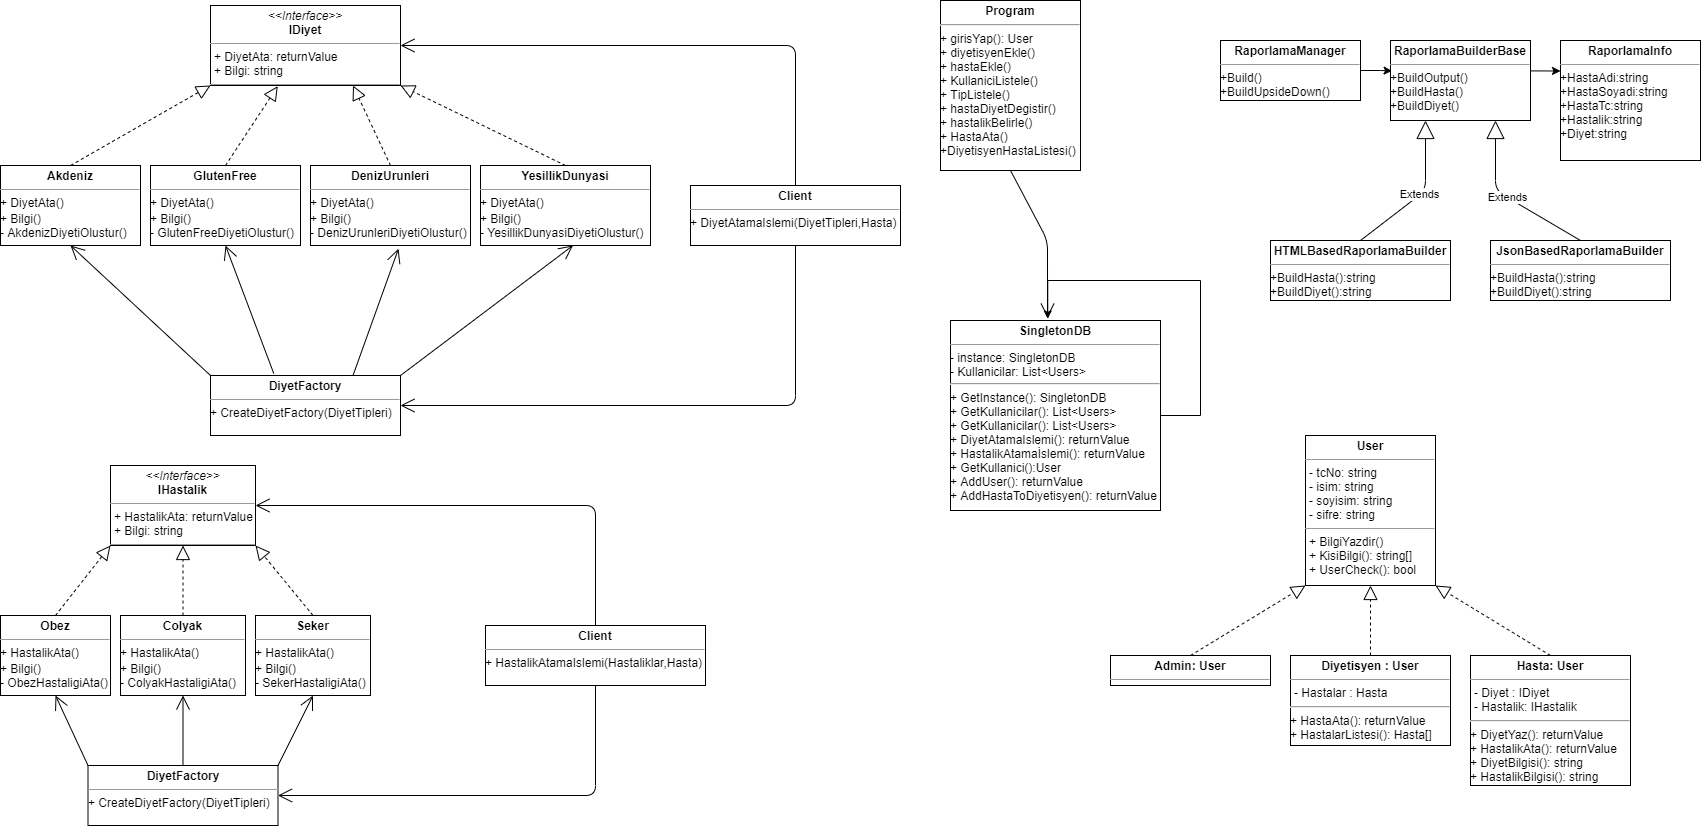 <<Interface>>
IDiyet
+ DiyetAta: returnValue
+ Bilgi: string
Akdeniz
+ DiyetAta()
+ Bilgi()
- AkdenizDiyetiOlustur()
GlutenFree
+ DiyetAta()
+ Bilgi()
- GlutenFreeDiyetiOlustur()
DenizUrunleri
+ DiyetAta()
+ Bilgi()
- DenizUrunleriDiyetiOlustur()
YesillikDunyasi
+ DiyetAta()
+ Bilgi()
- YesillikDunyasiDiyetiOlustur()
Client
+ DiyetAtamaIslemi(DiyetTipleri,Hasta)
DiyetFactory
+ CreateDiyetFactory(DiyetTipleri)
<<Interface>>
IHastalik
+ HastalikAta: returnValue
+ Bilgi: string
Obez
+ HastalikAta()
+ Bilgi()
- ObezHastaligiAta()
Colyak
+ HastalikAta()
+ Bilgi()
- ColyakHastaligiAta()
Seker
+ HastalikAta()
+ Bilgi()
- SekerHastaligiAta()
Client
+ HastalikAtamaIslemi(Hastaliklar,Hasta)
DiyetFactory
+ CreateDiyetFactory(DiyetTipleri)
Program
+ girisYap(): User
+ diyetisyenEkle()
+ hastaEkle()
+ KullaniciListele()
+ TipListele()
+ hastaDiyetDegistir()
+ hastalikBelirle()
+ HastaAta()
+DiyetisyenHastaListesi()
SingletonDB
- instance: SingletonDB
- Kullanicilar: List<Users>
+ GetInstance(): SingletonDB
+ GetKullanicilar(): List<Users>
+ GetKullanicilar(): List<Users>
+ DiyetAtamaIslemi(): returnValue
+ HastalikAtamaIslemi(): returnValue
+ GetKullanici():User
+ AddUser(): returnValue
+ AddHastaToDiyetisyen(): returnValue
RaporlamaManager
+Build()
+BuildUpsideDown()
RaporlamaBuilderBase
+BuildOutput()
+BuildHasta()
+BuildDiyet()
RaporlamaInfo
+HastaAdi:string
+HastaSoyadi:string
+HastaTc:string
+Hastalik:string
+Diyet:string
Extends
Extends
HTMLBasedRaporlamaBuilder
+BuildHasta():string
+BuildDiyet():string
JsonBasedRaporlamaBuilder
+BuildHasta():string
+BuildDiyet():string
User
- tcNo: string
- isim: string
- soyisim: string
- sifre: string
+ BilgiYazdir()
+ KisiBilgi(): string[]
+ UserCheck(): bool
Admin: User
Diyetisyen : User
- Hastalar : Hasta
+ HastaAta(): returnValue
+ HastalarListesi(): Hasta[]
Hasta: User
- Diyet : IDiyet
- Hastalik: IHastalik
+ DiyetYaz(): returnValue
+ HastalikAta(): returnValue
+ DiyetBilgisi(): string
+ HastalikBilgisi(): string